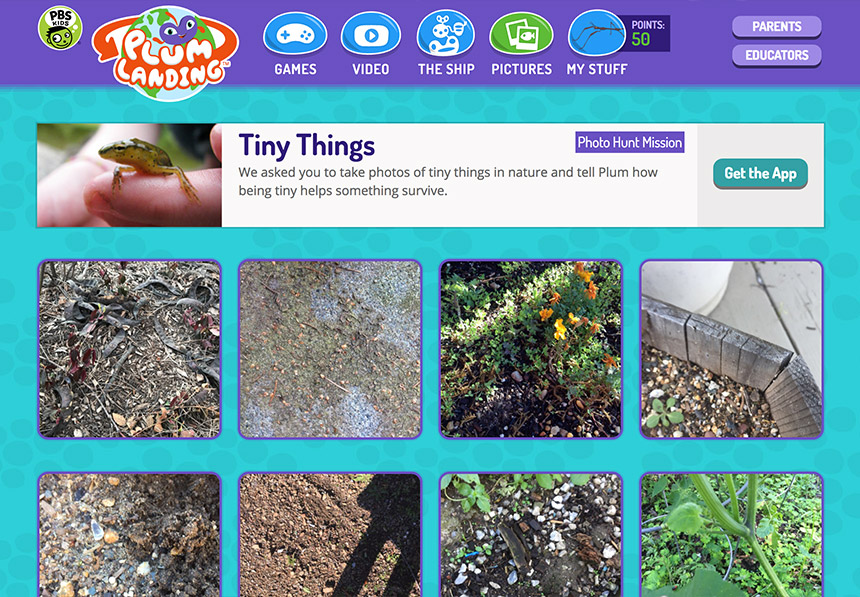 PBS
KIDS
PLUM
LANDING™
GAMES
VIDEO
THE SHIP
PICTURES
MY STUFF
POINTS:
50
PARENTS
EDUCATORS
Tiny Things
Photo Hunt Mission
We asked you to take photos of tiny things in nature and tell Plum how
being tiny helps something survive.
Get the App